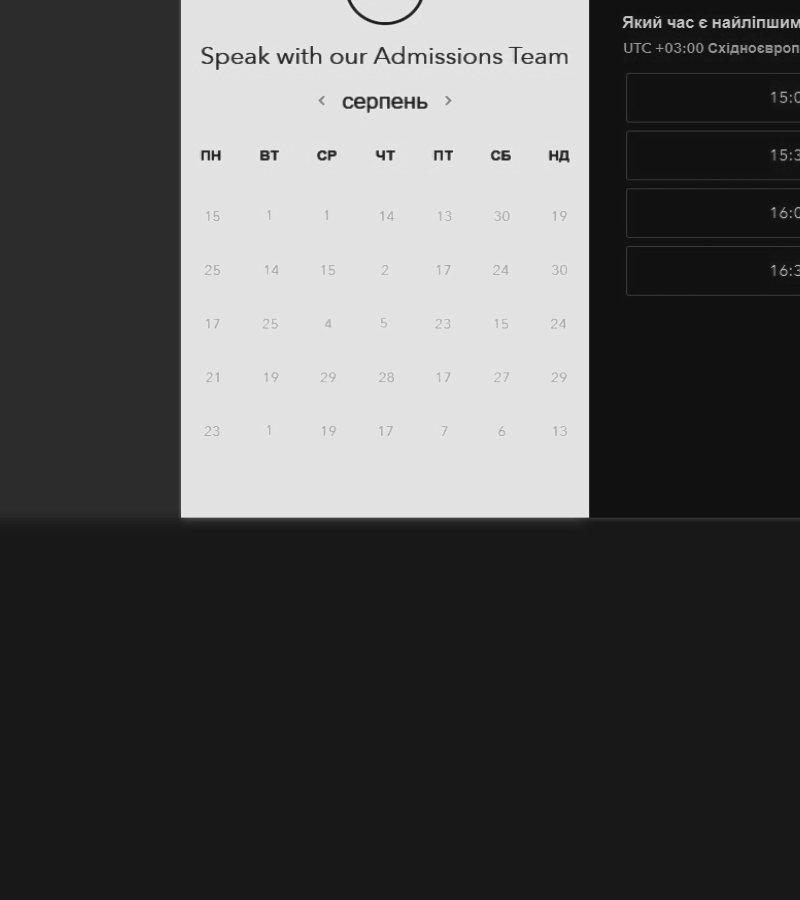 Speak with our Admissions Team
< серпень >
ПН ВТ СР ЧТ ПТ СБ НД
15 1 1 14 13 30 19
25 14 15 2 17 24 30
17 25 4 5 23 15 24
21 19 29 28 17 27 29
23 1 19 17 7 6 13
Який час є найліпшим
UTC +03:00
15:0
15:3
16:0
16:3